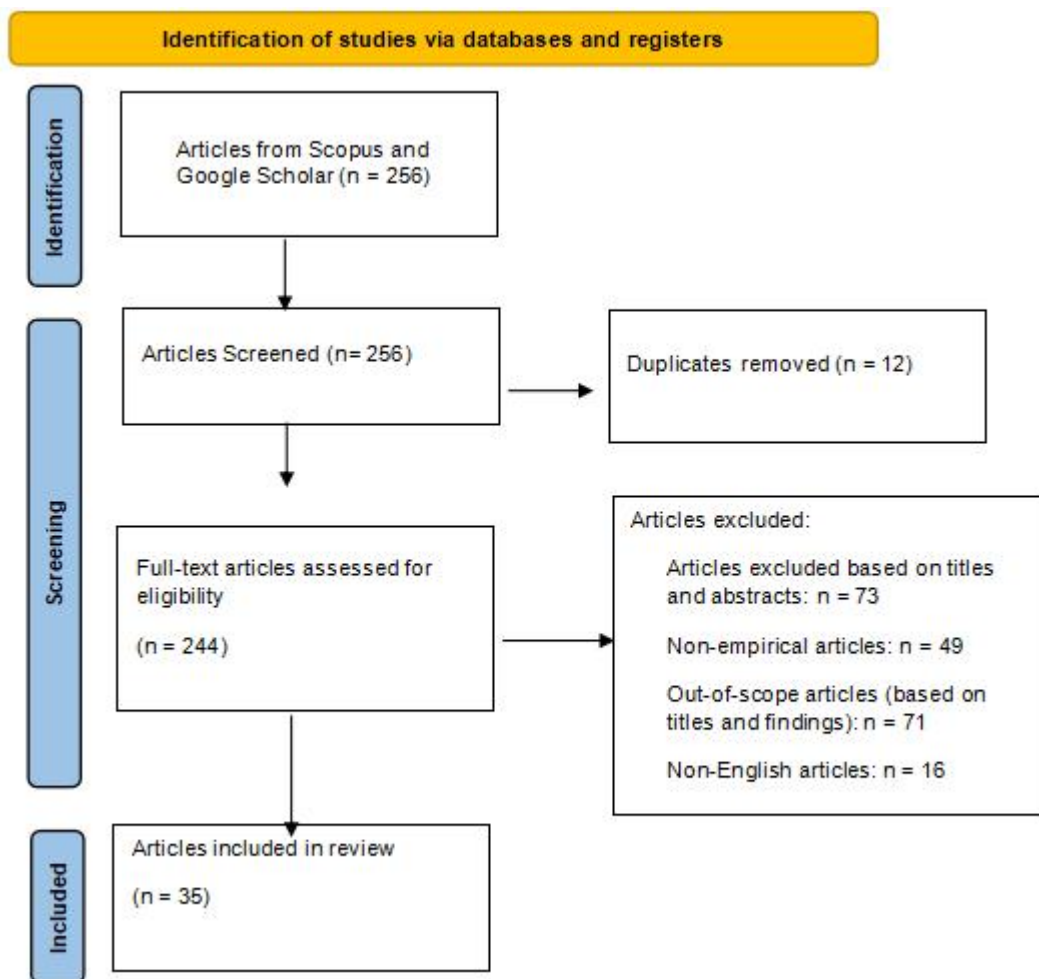 Identification of studies via databases and registers
Identification
Articles from Scopus and
Google Scholar (n = 256)
Screening
Articles Screened (n= 256)
Duplicates removed (n = 12)
Full-text articles assessed for
eligibility
(n = 244)
Articles excluded:
Articles excluded based on titles
and abstracts: n = 73
Non-empirical articles: n = 49
Out-of-scope articles (based on
titles and findings): n = 71
Non-English articles: n = 16
Included
Articles included in review
(n = 35)